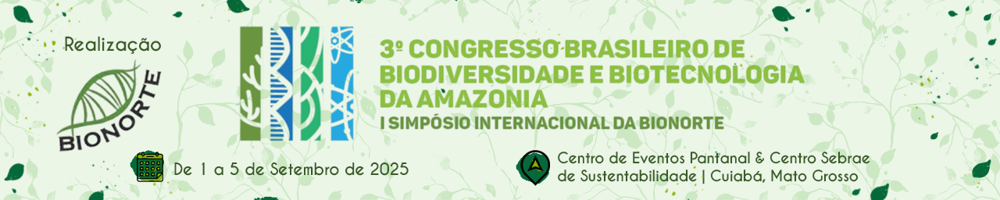 Realização
BIONORTE
3º CONGRESSO BRASILEIRO DE
BIODIVERSIDADE E BIOTECNOLOGIA
DA AMAZONIA
I SIMPÓSIO INTERNACIONAL DA BIONORTE
De 1 a 5 de Setembro de 2025
Centro de Eventos Pantanal & Centro Sebrae
de Sustentabilidade | Cuiabá, Mato Grosso